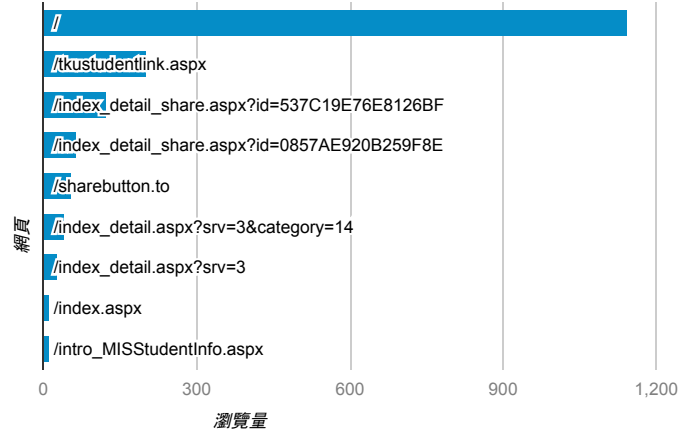 /
/tkustudentlink.aspx
/index_detail_share.aspx?id=537C19E76E8126BF
/index_detail_share.aspx?id=0857AE920B259F8E
/sharebutton.to
/index_detail.aspx?srv=3&category=14
/index_detail.aspx?srv=3
/index.aspx
/intro_MISStudentInfo.aspx
網頁
0 300 600 900 1,200
瀏覽量